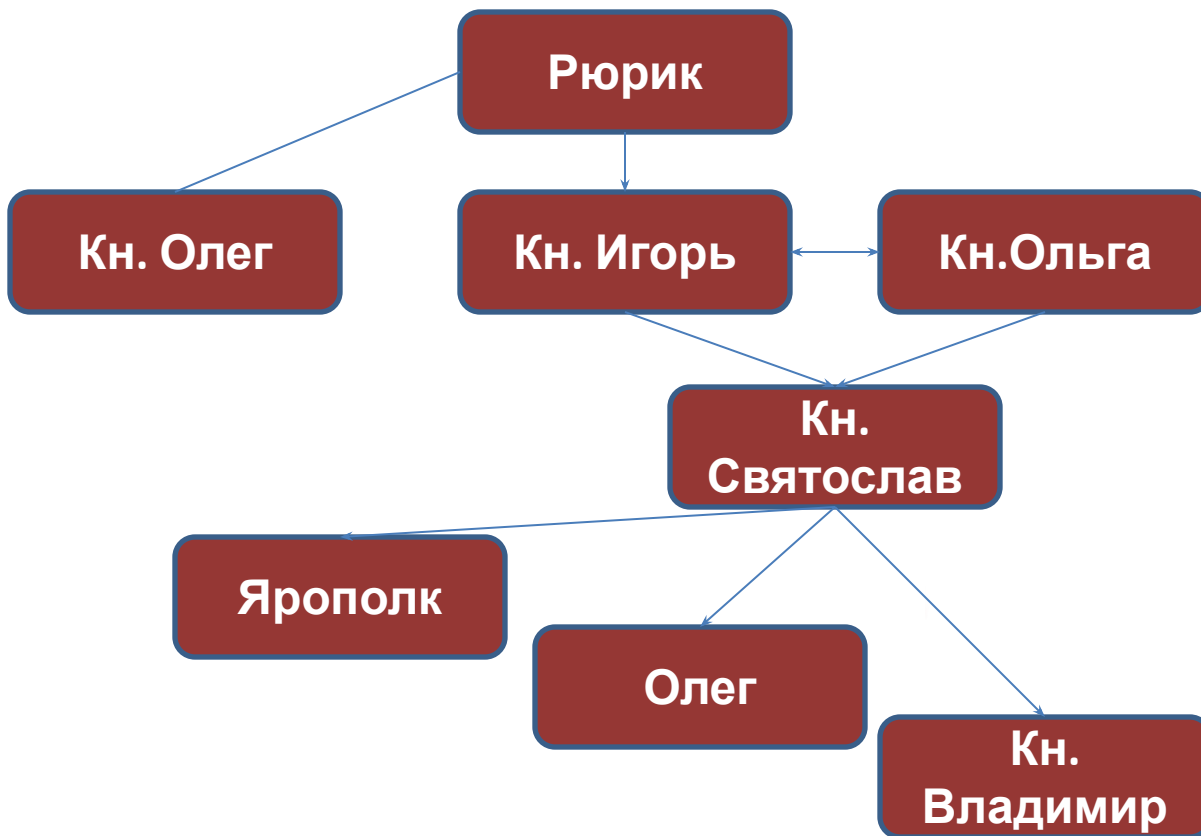 Рюрик
Кн. Олег
Кн. Игорь
Кн.Ольга
Кн.
Святослав
Ярополк
Олег
Кн.
Владимир